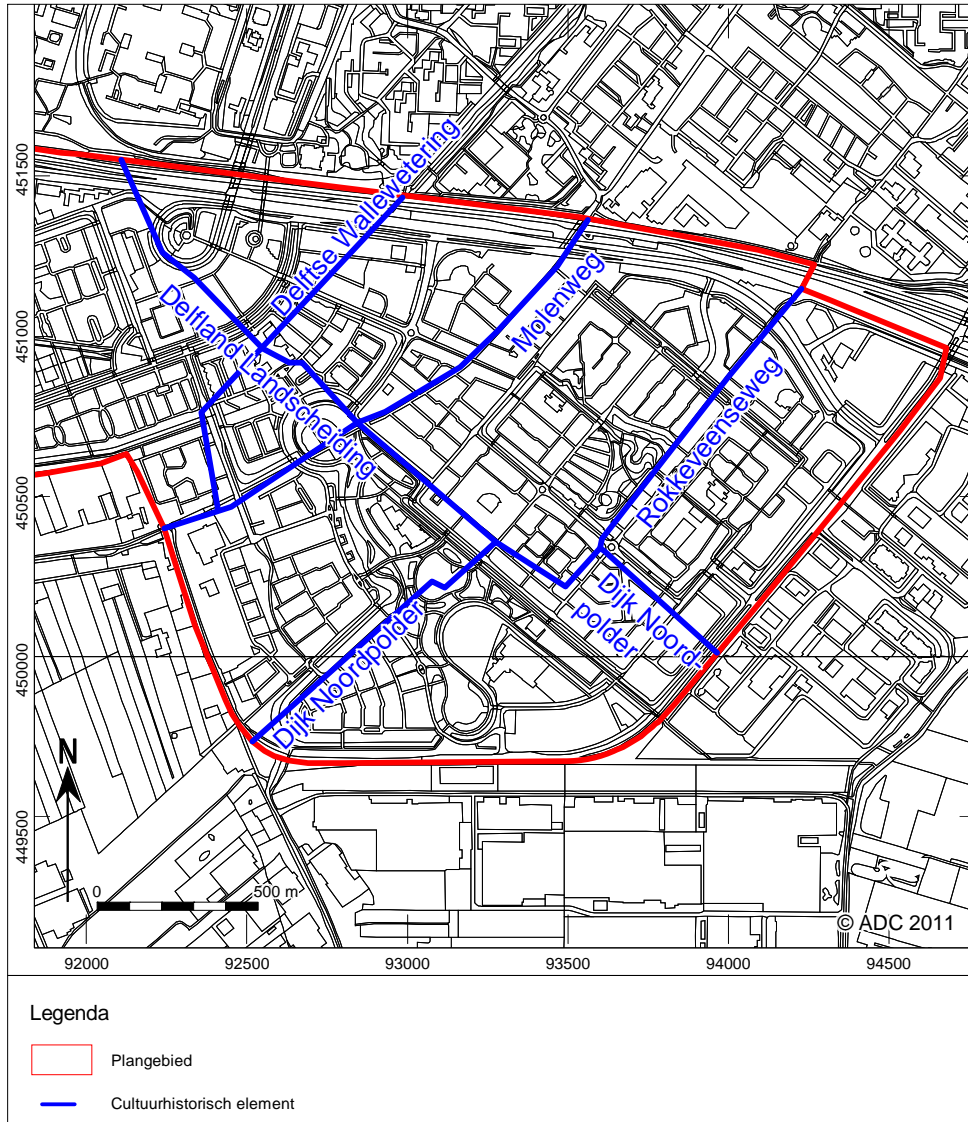 451500
451000
450500
450000
449500
Delftse Wallewetering
Delfland Landscheiding
Molenweg
Rokkeveenseweg
Dijk Noord-
polder
Dijk Noordpolder
N
0
500 m
© ADC 2011
92000
92500
93000
93500
94000
94500
Legenda
Plangebied
Cultuurhistorisch element